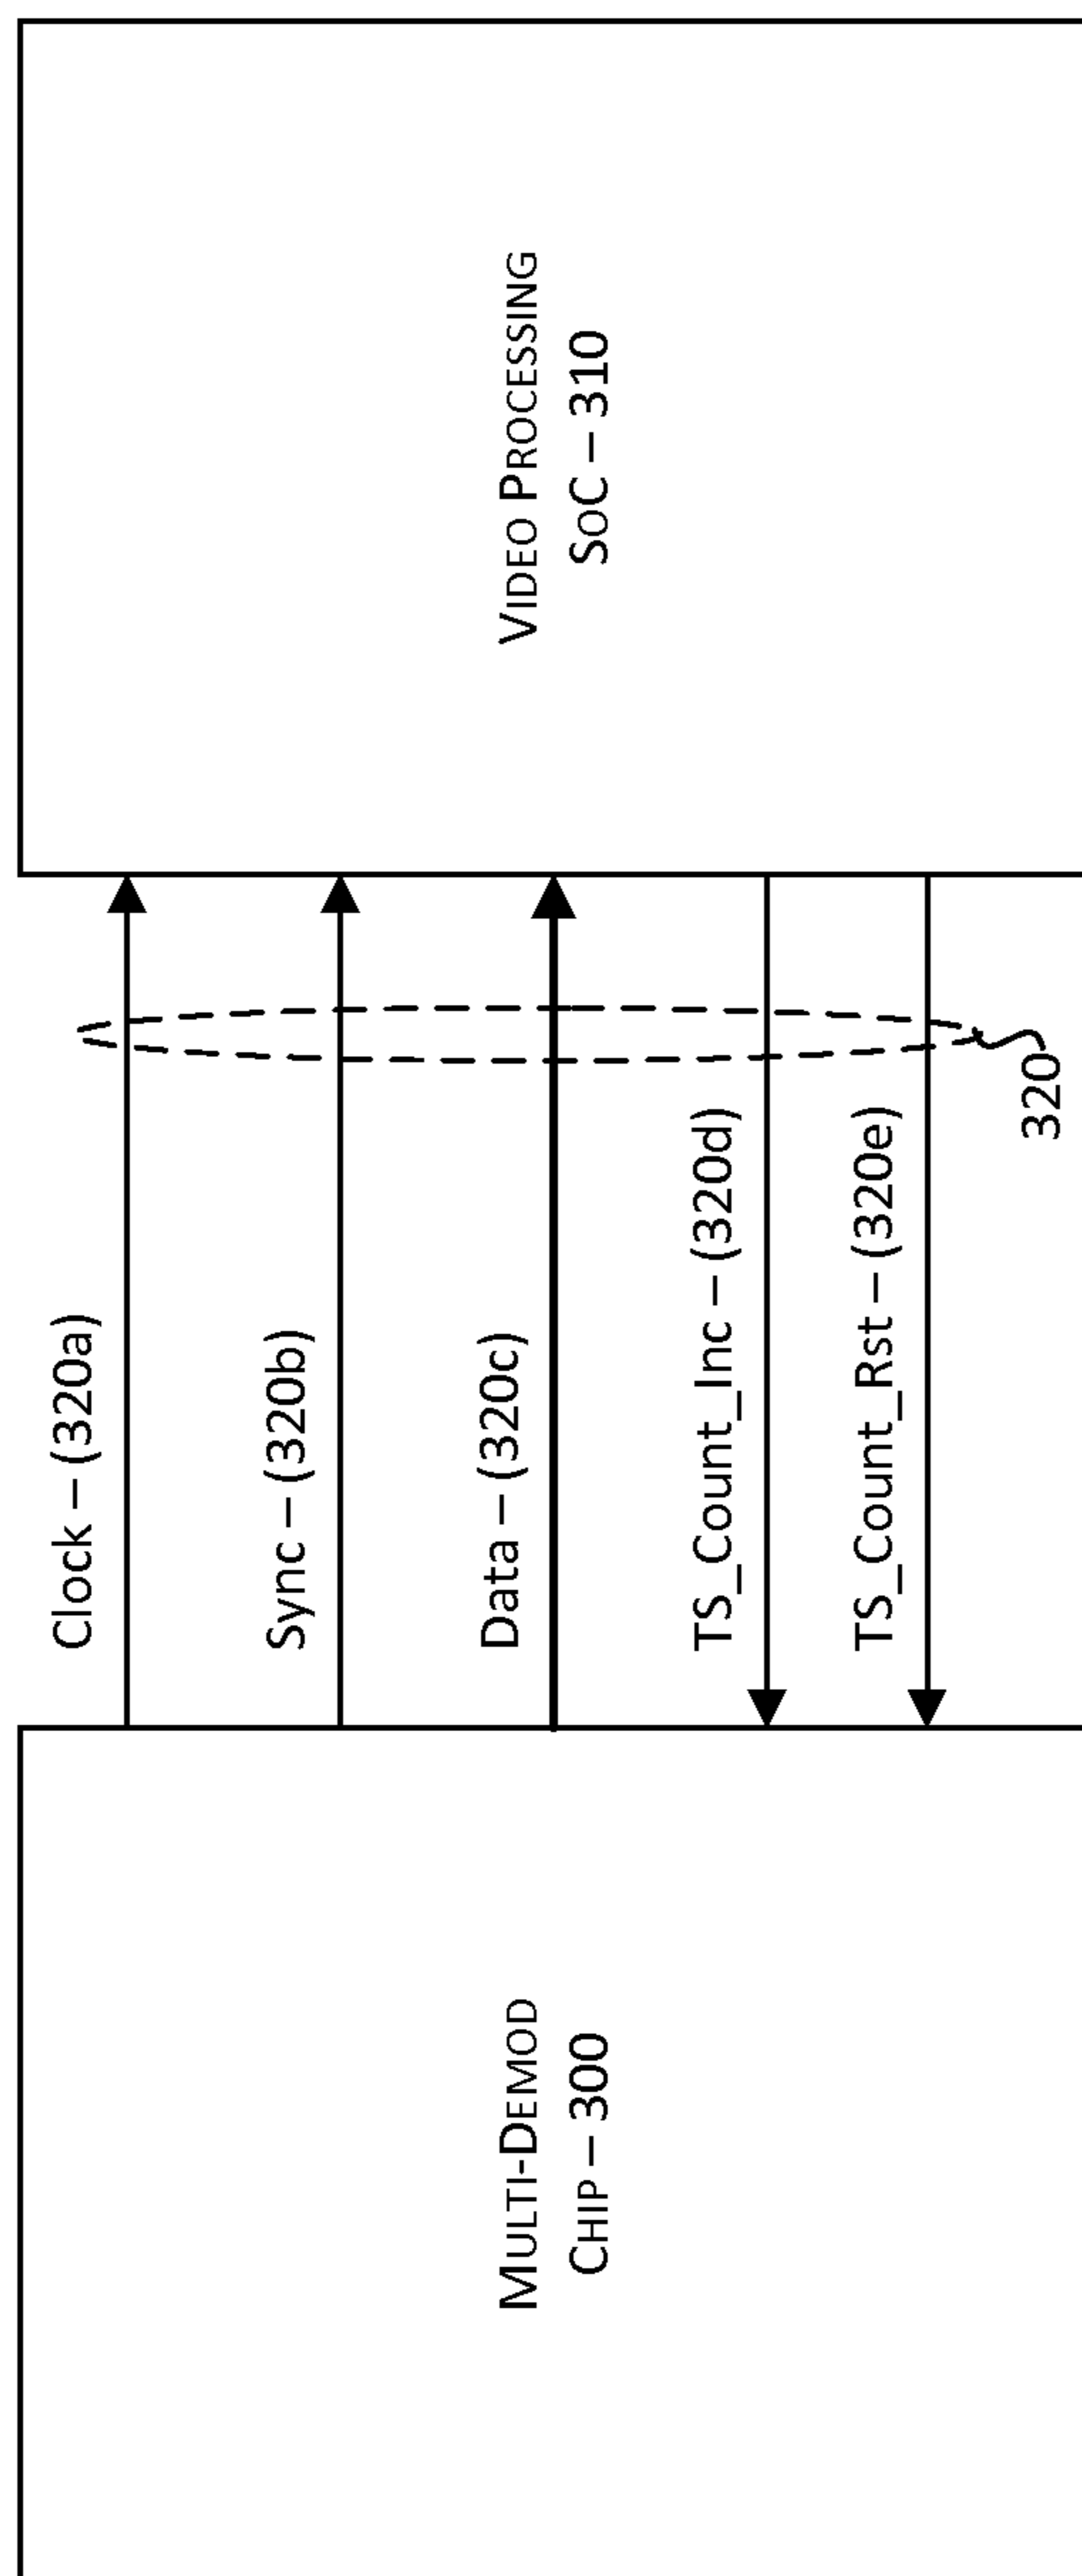 MULTI-DEMOD
CHIP – 300
Clock – (320a)
Sync – (320b)
Data – (320c)
TS_Count_Inc – (320d)
TS_Count_Rst – (320e)
320
VIDEO PROCESSING
SOC – 310